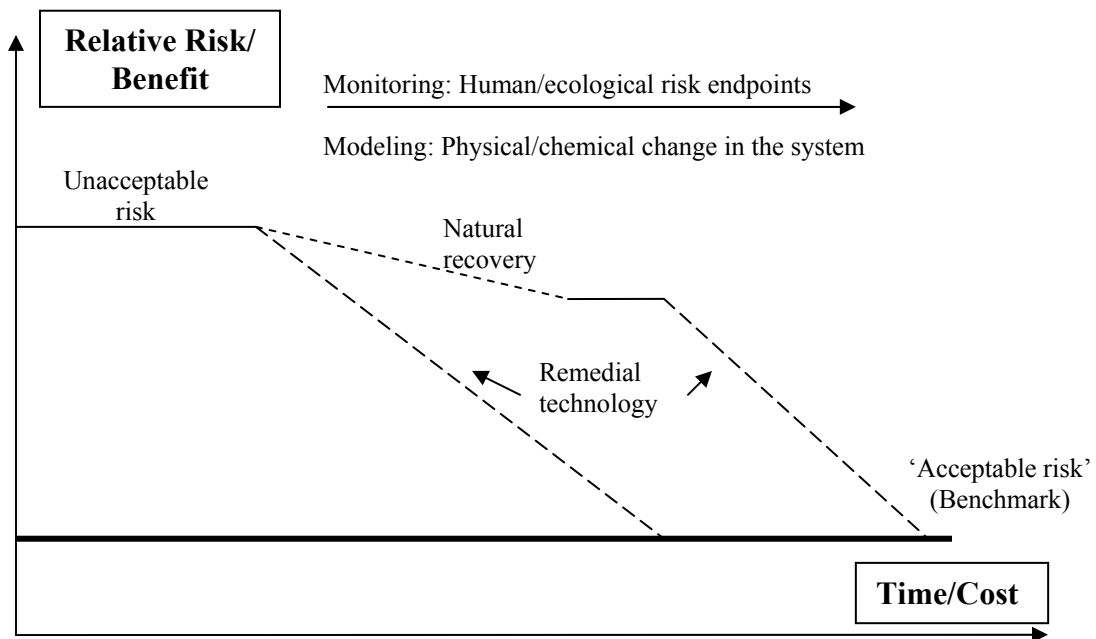 Relative Risk/
Benefit
Monitoring: Human/ecological risk endpoints
Modeling: Physical/chemical change in the system
Unacceptable
risk
Natural
recovery
Remedial
technology
‘Acceptable risk’
(Benchmark)
Time/Cost